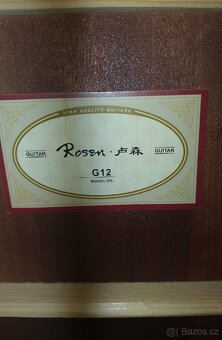 HIGH QUALITY GUITARS
GUITAR Rosen·卢森 GUITAR
G12
MODEL NO.
Bazos.cz